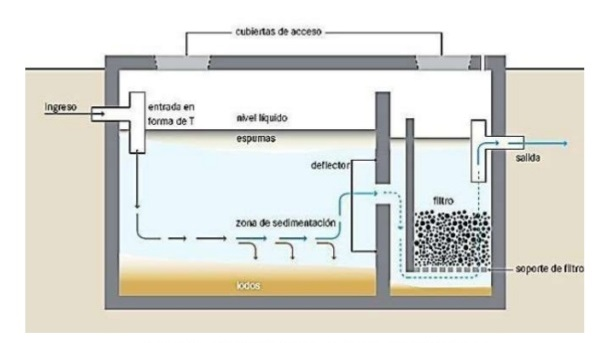 cubiertas de acceso
Ingreso
entrada en
forma de T
nivel líquido
espumas
deflector
salida
filtro
zona de sedimentación
soporte de filtro
lodos